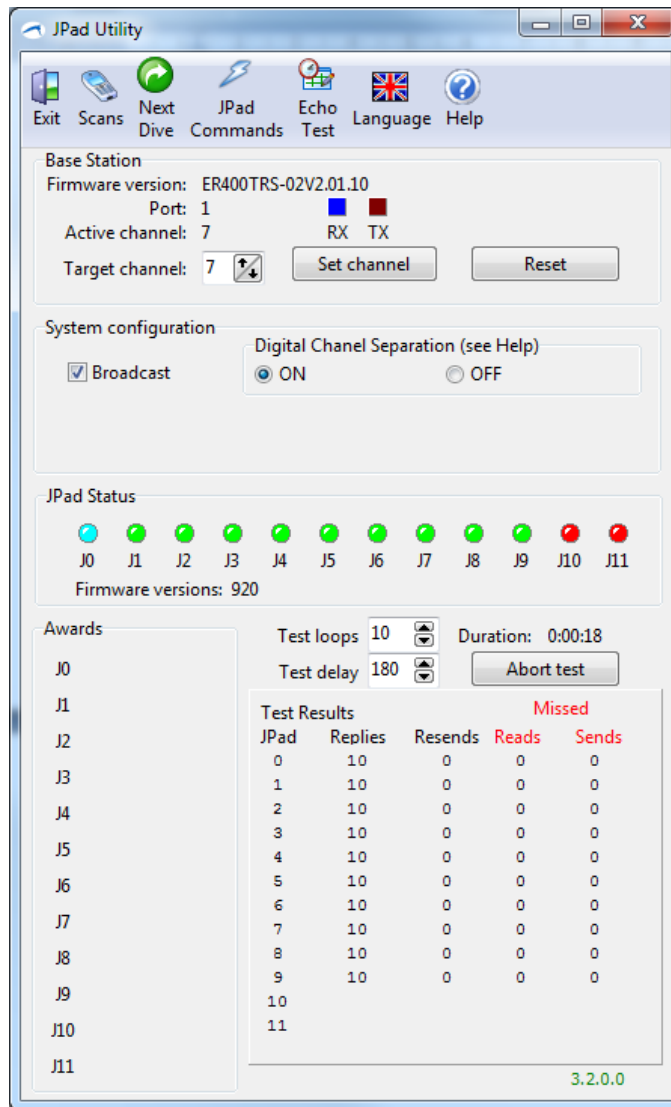 JPad Utility
Exit Scans Next Dive JPad Commands Echo Test Language Help
Base Station
Firmware version: ER400TRS-02V2.01.10
Port: 1
Active channel: 7 RX TX
Target channel: 7 Set channel Reset
System configuration
Digital Chanel Separation (see Help)
Broadcast ON OFF
JPad Status
J0 J1 J2 J3 J4 J5 J6 J7 J8 J9 J10 J11
Firmware versions: 920
Awards
J0
J1
J2
J3
J4
J5
J6
J7
J8
J9
J10
J11
Test loops 10 Duration: 0:00:18
Test delay 180 Abort test
Test Results Missed
JPad Replies Resends Reads Sends
0 10 0 0 0
1 10 0 0 0
2 10 0 0 0
3 10 0 0 0
4 10 0 0 0
5 10 0 0 0
6 10 0 0 0
7 10 0 0 0
8 10 0 0 0
9 10 0 0 0
10
11
3.2.0.0